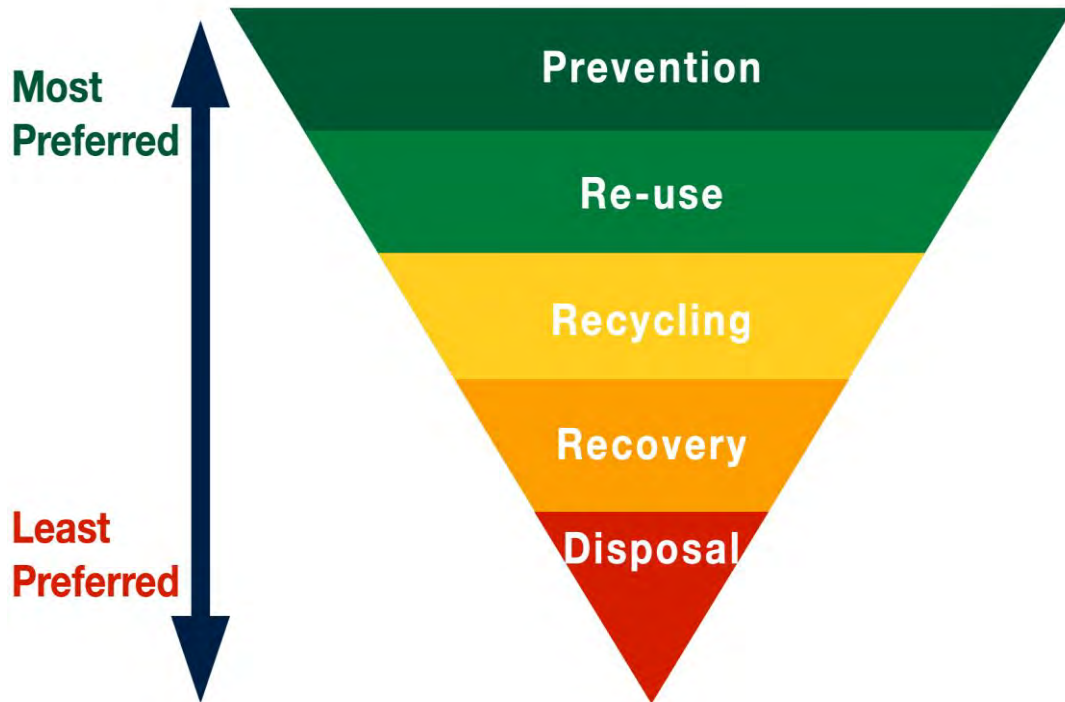 Most
Preferred
Prevention
Re-use
Recycling
Recovery
Disposal
Least
Preferred